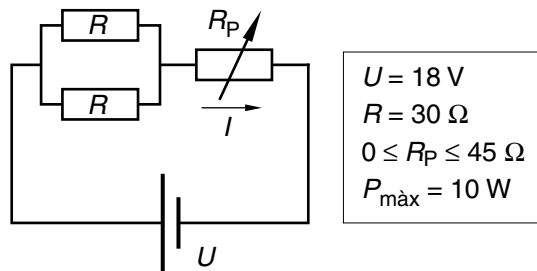 R
R
R_P
I
U
U = 18 V
R = 30 Ω
0 ≤ R_P ≤ 45 Ω
P_màx = 10 W